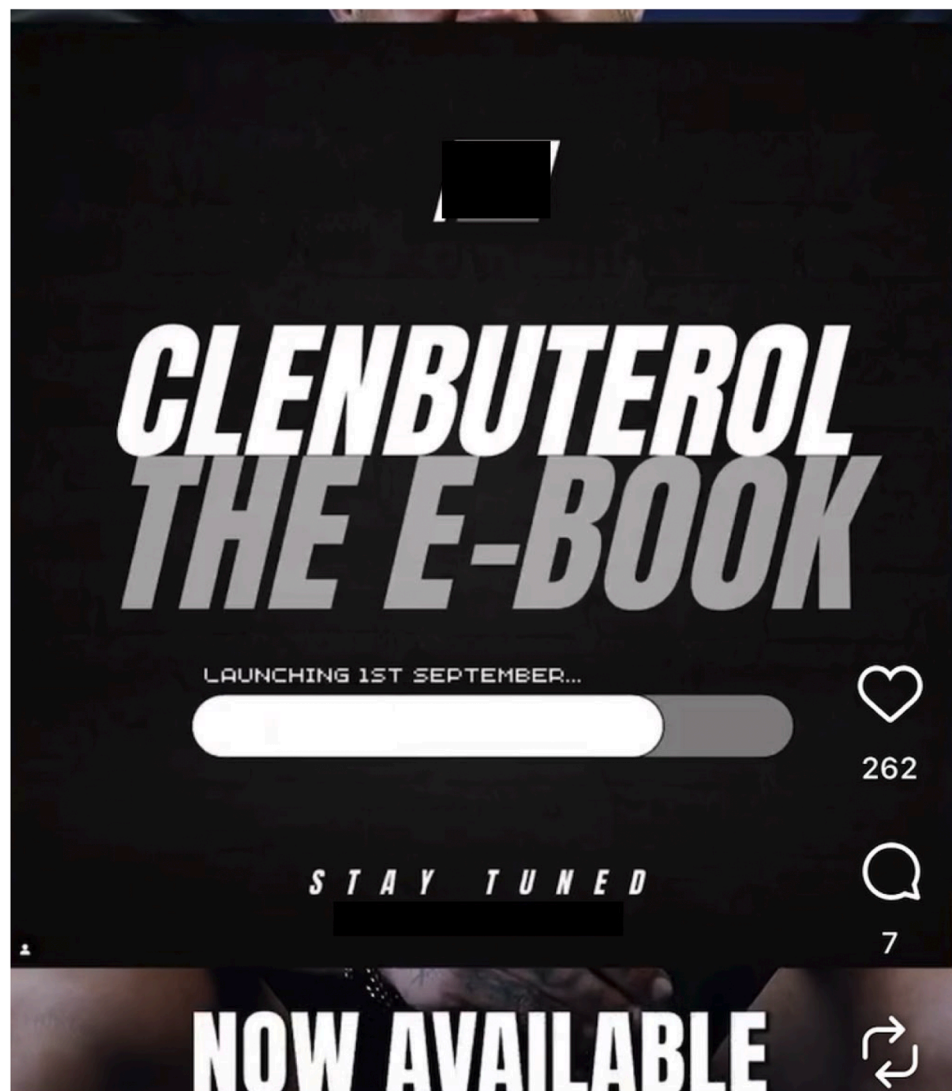 CLENBUTEROL
THE E-BOOK
LAUNCHING 1ST SEPTEMBER...
262
STAY TUNED
7
NOW AVAILABLE